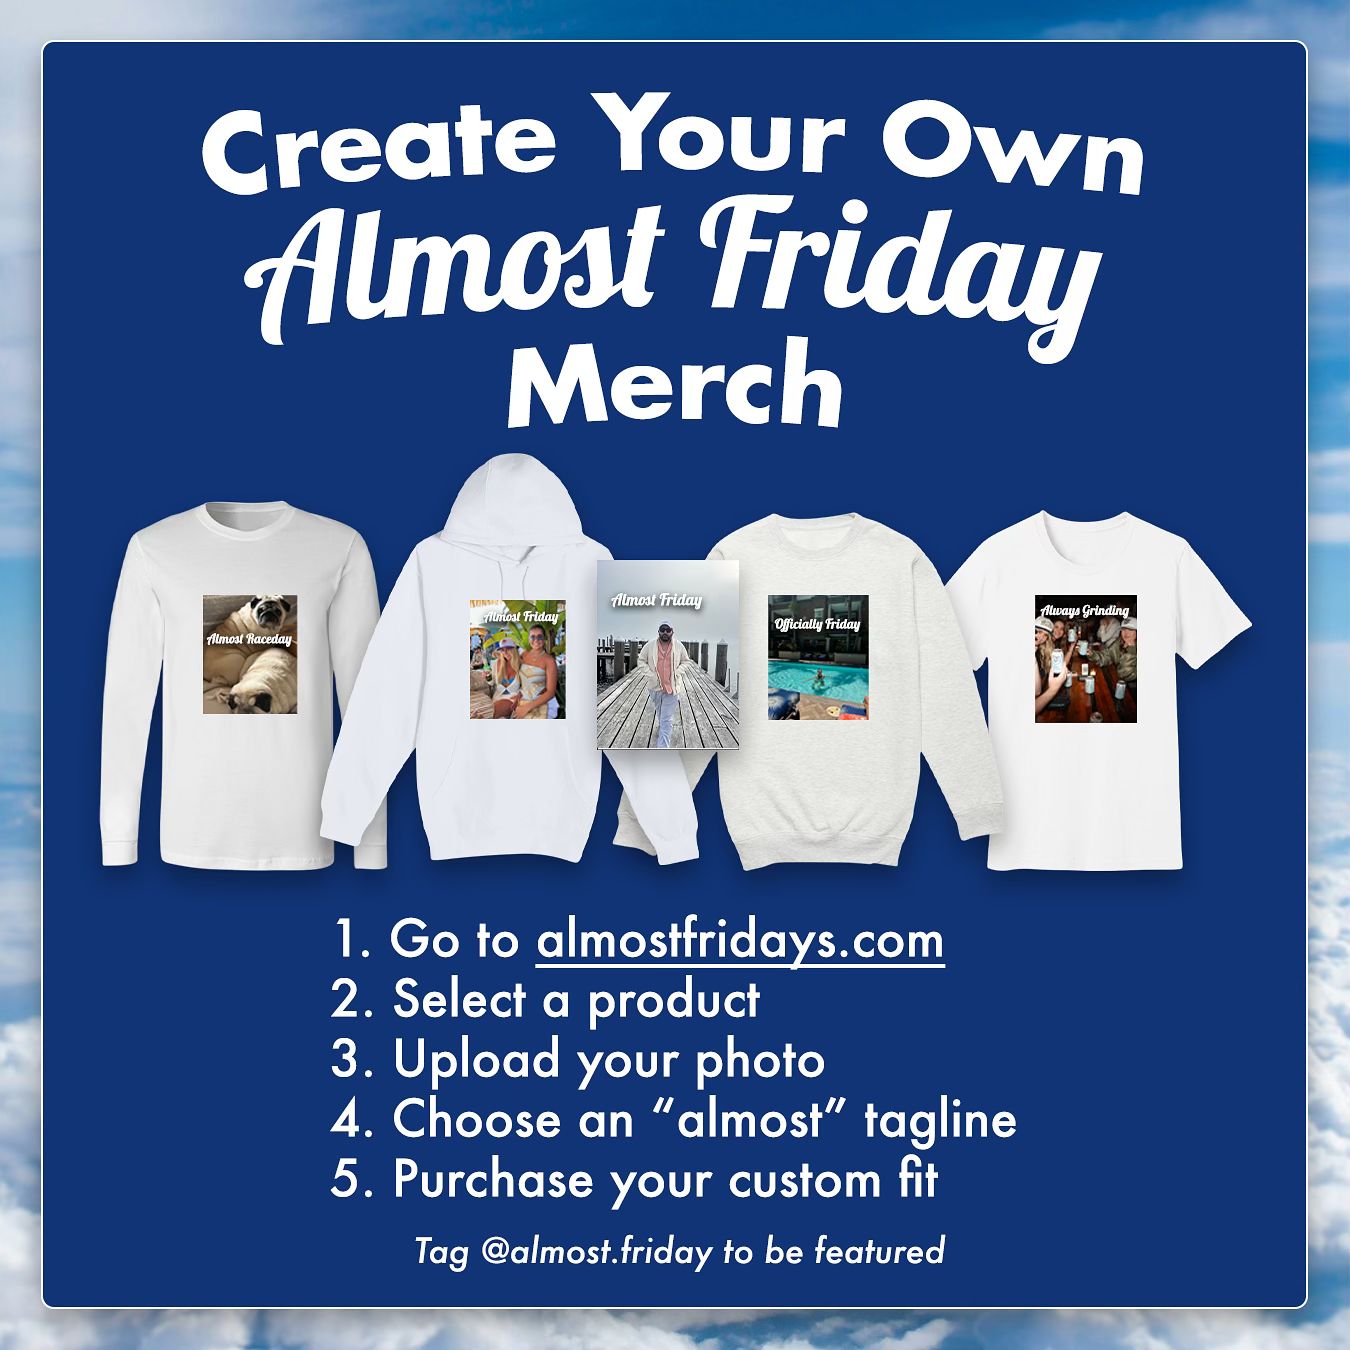 Create Your Own
Almost Friday
Merch
Almost Raceday
Almost Friday
Almost Friday
Officially Friday
Always Grinding
1. Go to almostfridays.com
2. Select a product
3. Upload your photo
4. Choose an “almost” tagline
5. Purchase your custom fit
Tag @almost.friday to be featured